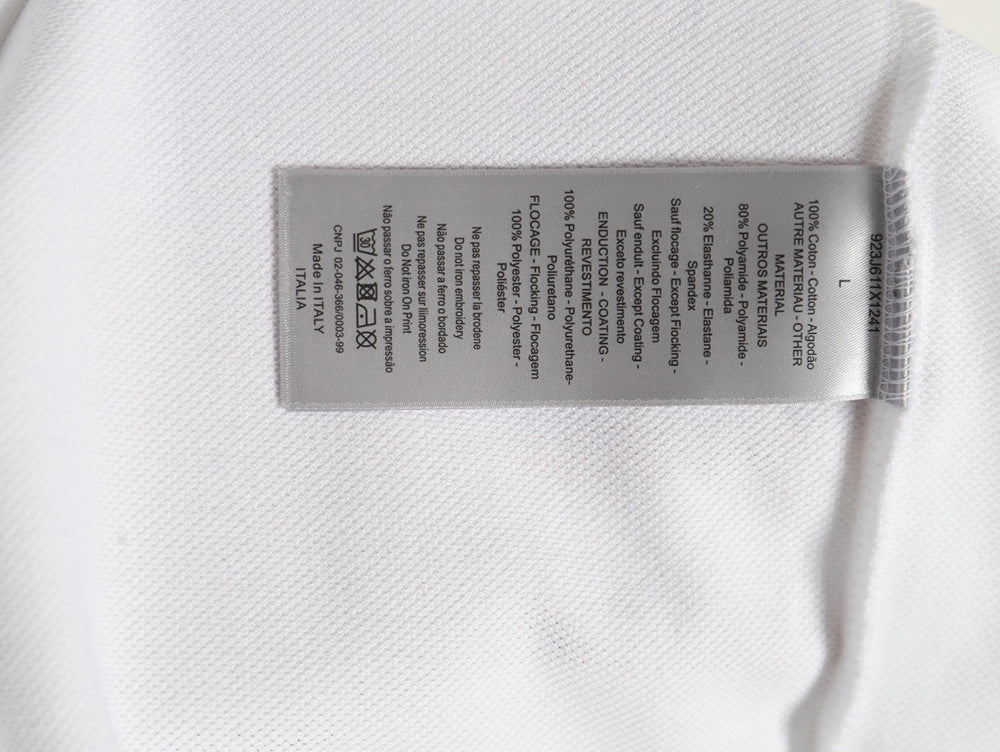 923J611X1241
L
100% Coton - Cotton - Algodão
AUTRE MATERIAU - OTHER
MATERIAL
OUTROS MATERIAIS
80% Polyamide - Polyamide -
Poliamida
20% Elasthanne - Elastane -
Spandex
Sauf flocage - Except Flocking -
Excluindo Flocagem
Sauf enduit - Except Coating -
Exceto revestimento
ENDUCTION - COATING -
REVESTIMENTO
100% Polyuréthane - Polyurethane-
Poliuretano
FLOCAGE - Flocking - Flocagem
100% Polyester - Polyester -
Poliéster
Ne pas repasser la brodene
Do not iron embroidery
Não passar a ferro o bordado
Ne pas repasser sur llimoression
Do Not iron On Print
Não passar o ferro sobre a impressão
30
CNPJ 02-046-366/0003-99
Made In ITALY
ITALIA